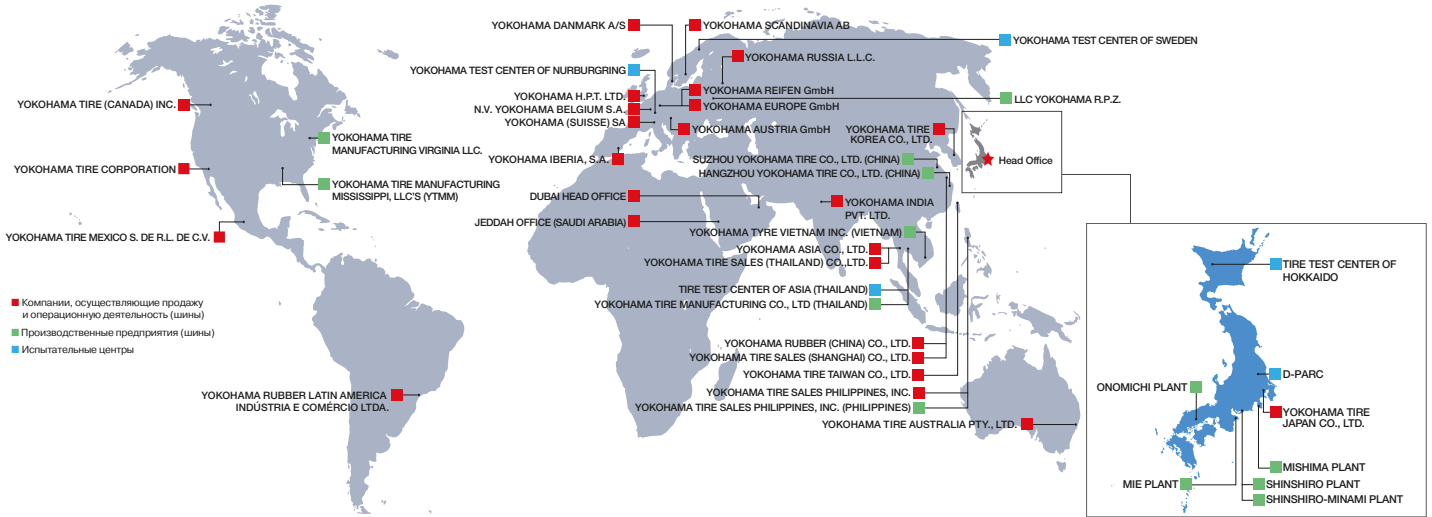 YOKOHAMA DANMARK A/S
YOKOHAMA SCANDINAVIA AB
YOKOHAMA TEST CENTER OF SWEDEN
YOKOHAMA RUSSIA L.L.C.
YOKOHAMA TEST CENTER OF NURBURGRING
YOKOHAMA H.P.T. LTD.
YOKOHAMA REIFEN GmbH
LLC YOKOHAMA R.P.Z.
YOKOHAMA TIRE (CANADA) INC.
N.V. YOKOHAMA BELGIUM S.A.
YOKOHAMA EUROPE GmbH
YOKOHAMA (SUISSE) SA
YOKOHAMA AUSTRIA GmbH
YOKOHAMA TIRE
KOREA CO., LTD.
YOKOHAMA TIRE
MANUFACTURING VIRGINIA LLC.
YOKOHAMA IBERIA, S.A.
SUZHOU YOKOHAMA TIRE CO., LTD. (CHINA)
Head Office
YOKOHAMA TIRE CORPORATION
HANGZHOU YOKOHAMA TIRE CO., LTD. (CHINA)
YOKOHAMA TIRE MANUFACTURING
MISSISSIPPI, LLC'S (YTMM)
DUBAI HEAD OFFICE
YOKOHAMA INDIA
PVT. LTD.
JEDDAH OFFICE (SAUDI ARABIA)
YOKOHAMA TIRE MEXICO S. DE R.L. DE C.V.
YOKOHAMA TYRE VIETNAM INC. (VIETNAM)
YOKOHAMA ASIA CO., LTD.
YOKOHAMA TIRE SALES (THAILAND) CO.,LTD.
TIRE TEST CENTER OF
HOKKAIDO
TIRE TEST CENTER OF ASIA (THAILAND)
YOKOHAMA TIRE MANUFACTURING CO., LTD (THAILAND)
Компании, осуществляющие продажу
и операционную деятельность (шины)
Производственные предприятия (шины)
Испытательные центры
YOKOHAMA RUBBER (CHINA) CO., LTD.
YOKOHAMA TIRE SALES (SHANGHAI) CO., LTD.
YOKOHAMA TIRE TAIWAN CO., LTD.
D-PARC
YOKOHAMA RUBBER LATIN AMERICA
INDÚSTRIA E COMÉRCIO LTDA.
YOKOHAMA TIRE SALES PHILIPPINES, INC.
YOKOHAMA TIRE SALES PHILIPPINES, INC. (PHILIPPINES)
YOKOHAMA TIRE AUSTRALIA PTY., LTD.
ONOMICHI PLANT
YOKOHAMA TIRE
JAPAN CO., LTD.
MISHIMA PLANT
MIE PLANT
SHINSHIRO PLANT
SHINSHIRO-MINAMI PLANT